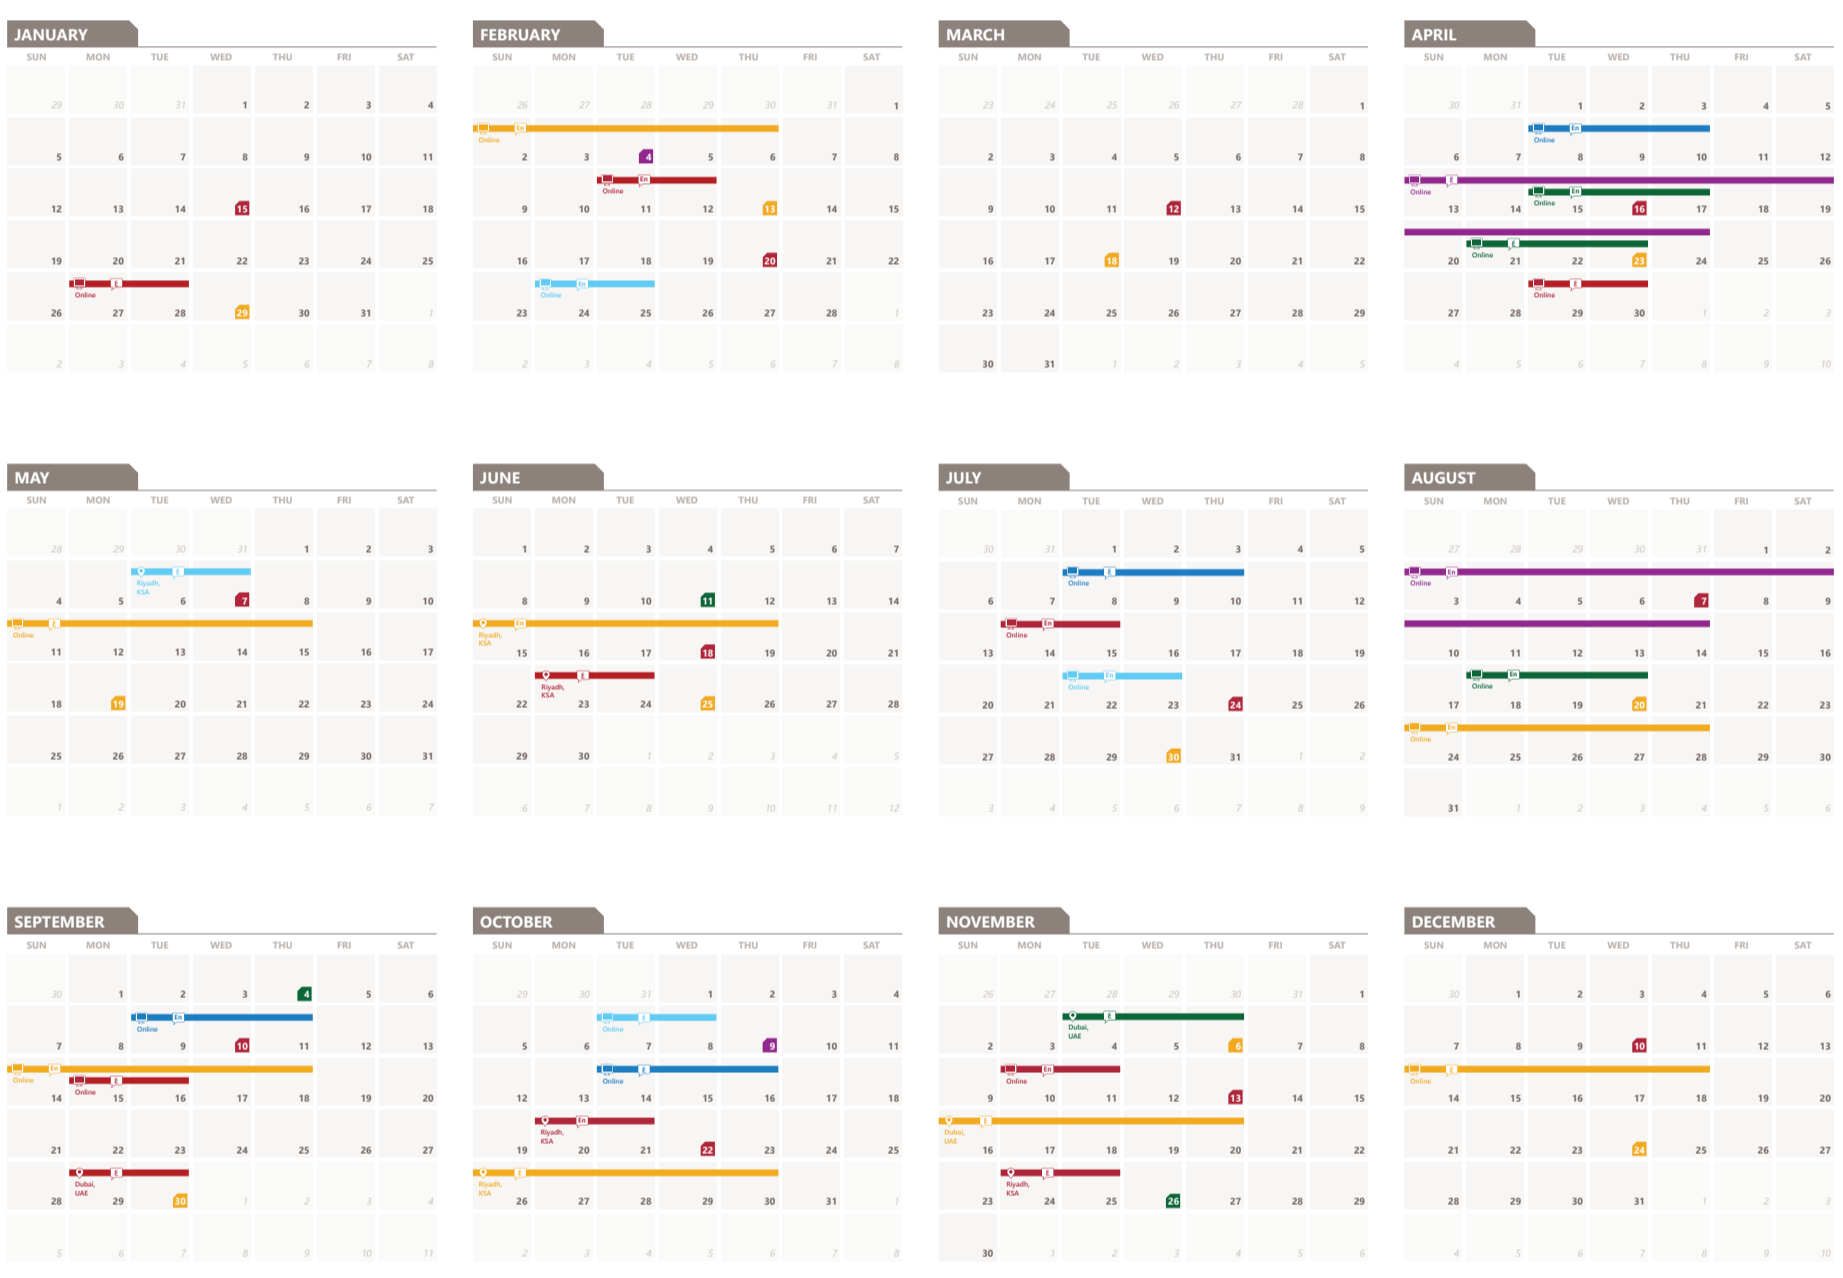 JANUARY
SUN MON TUE WED THU FRI SAT
29 30 31 1 2 3 4
5 6 7 8 9 10 11
12 13 14 15 16 17 18
19 20 21 22 23 24 25
Online
26 27 28 29 30 31 1
2 3 4 5 6 7 8
FEBRUARY
SUN MON TUE WED THU FRI SAT
26 27 28 29 30 31 1
En
Online
2 3 4 5 6 7 8
En
Online
9 10 11 12 13 14 15
16 17 18 19 20 21 22
En
Online
23 24 25 26 27 28 1
2 3 4 5 6 7 8
MARCH
SUN MON TUE WED THU FRI SAT
23 24 25 26 27 28 1
2 3 4 5 6 7 8
9 10 11 12 13 14 15
16 17 18 19 20 21 22
23 24 25 26 27 28 29
30 31 1 2 3 4 5
APRIL
SUN MON TUE WED THU FRI SAT
30 31 1 2 3 4 5
En
Online
6 7 8 9 10 11 12
Online
En
Online
13 14 15 16 17 18 19
Online
20 21 22 23 24 25 26
Online
27 28 29 30 1 2 3
4 5 6 7 8 9 10
MAY
SUN MON TUE WED THU FRI SAT
28 29 30 31 1 2 3
Riyadh,
KSA
4 5 6 7 8 9 10
Online
11 12 13 14 15 16 17
18 19 20 21 22 23 24
25 26 27 28 29 30 31
1 2 3 4 5 6 7
JUNE
SUN MON TUE WED THU FRI SAT
1 2 3 4 5 6 7
8 9 10 11 12 13 14
En
Riyadh,
KSA
15 16 17 18 19 20 21
Riyadh,
KSA
22 23 24 25 26 27 28
29 30 1 2 3 4 5
6 7 8 9 10 11 12
JULY
SUN MON TUE WED THU FRI SAT
30 31 1 2 3 4 5
Online
6 7 8 9 10 11 12
En
Online
13 14 15 16 17 18 19
En
Online
20 21 22 23 24 25 26
27 28 29 30 31 1 2
3 4 5 6 7 8 9
AUGUST
SUN MON TUE WED THU FRI SAT
27 28 29 30 31 1 2
En
Online
3 4 5 6 7 8 9
10 11 12 13 14 15 16
En
Online
17 18 19 20 21 22 23
En
Online
24 25 26 27 28 29 30
31 1 2 3 4 5 6
SEPTEMBER
SUN MON TUE WED THU FRI SAT
30 1 2 3 4 5 6
En
Online
7 8 9 10 11 12 13
En
Online
Online
14 15 16 17 18 19 20
21 22 23 24 25 26 27
Dubai,
UAE
28 29 30 1 2 3 4
5 6 7 8 9 10 11
OCTOBER
SUN MON TUE WED THU FRI SAT
29 30 31 1 2 3 4
Online
5 6 7 8 9 10 11
Online
12 13 14 15 16 17 18
En
Riyadh,
KSA
19 20 21 22 23 24 25
Riyadh,
KSA
26 27 28 29 30 31 1
2 3 4 5 6 7 8
NOVEMBER
SUN MON TUE WED THU FRI SAT
26 27 28 29 30 31 1
Dubai,
UAE
2 3 4 5 6 7 8
En
Online
9 10 11 12 13 14 15
Dubai,
UAE
16 17 18 19 20 21 22
Riyadh,
KSA
23 24 25 26 27 28 29
30 1 2 3 4 5 6
DECEMBER
SUN MON TUE WED THU FRI SAT
30 1 2 3 4 5 6
7 8 9 10 11 12 13
Online
14 15 16 17 18 19 20
21 22 23 24 25 26 27
28 29 30 31 1 2 3
4 5 6 7 8 9 10